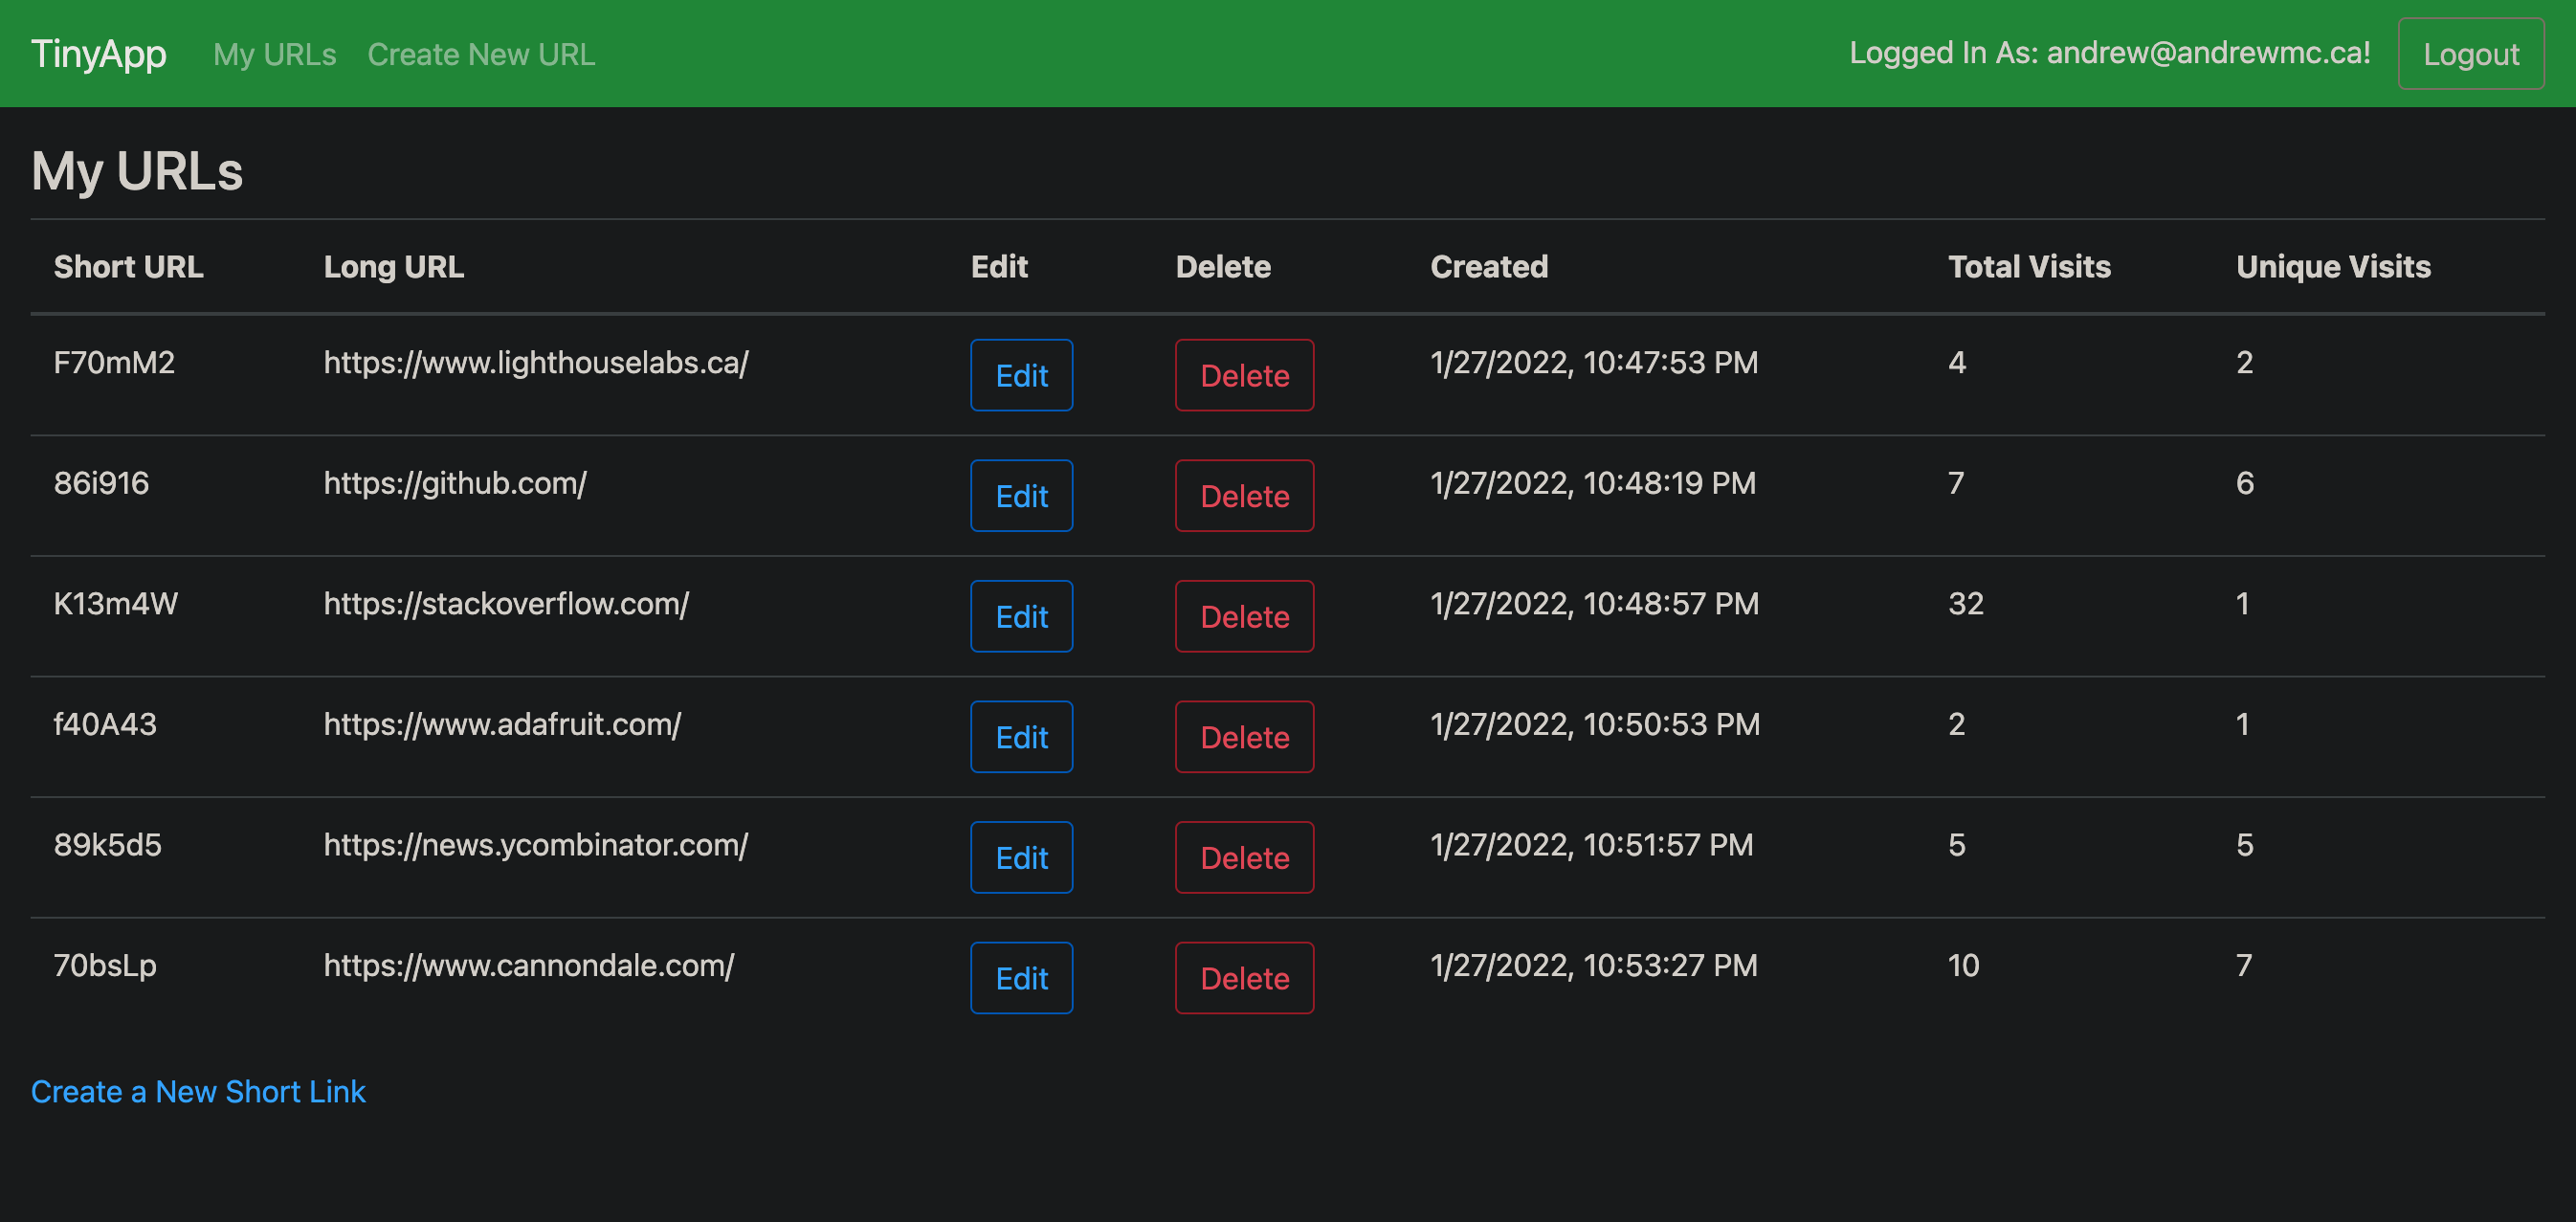 TinyApp My URLs Create New URL Logged In As: andrew@andrewmc.ca! Logout
My URLs
Short URL Long URL Edit Delete Created Total Visits Unique Visits
F70mM2 https://www.lighthouselabs.ca/ Edit Delete 1/27/2022, 10:47:53 PM 4 2
86i916 https://github.com/ Edit Delete 1/27/2022, 10:48:19 PM 7 6
K13m4W https://stackoverflow.com/ Edit Delete 1/27/2022, 10:48:57 PM 32 1
f40A43 https://www.adafruit.com/ Edit Delete 1/27/2022, 10:50:53 PM 2 1
89k5d5 https://news.ycombinator.com/ Edit Delete 1/27/2022, 10:51:57 PM 5 5
70bsLp https://www.cannondale.com/ Edit Delete 1/27/2022, 10:53:27 PM 10 7
Create a New Short Link